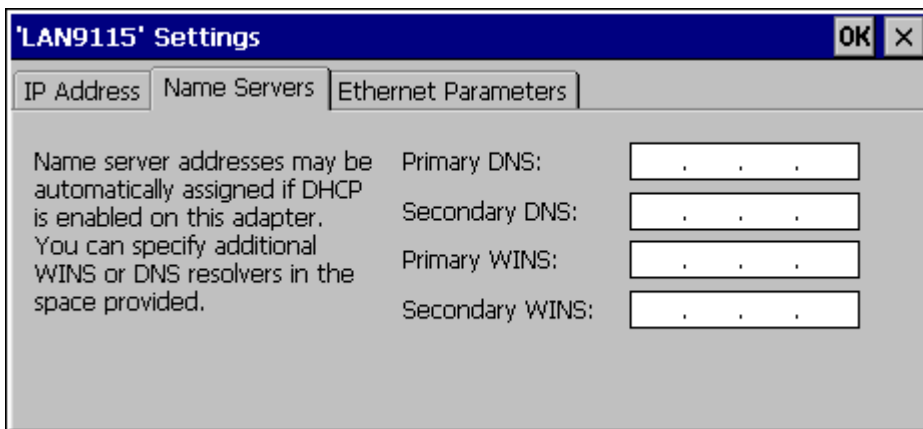 'LAN9115' Settings OK ×
IP Address Name Servers Ethernet Parameters
Name server addresses may be
automatically assigned if DHCP
is enabled on this adapter.
You can specify additional
WINS or DNS resolvers in the
space provided.
Primary DNS: . . .
Secondary DNS: . . .
Primary WINS: . . .
Secondary WINS: . . .